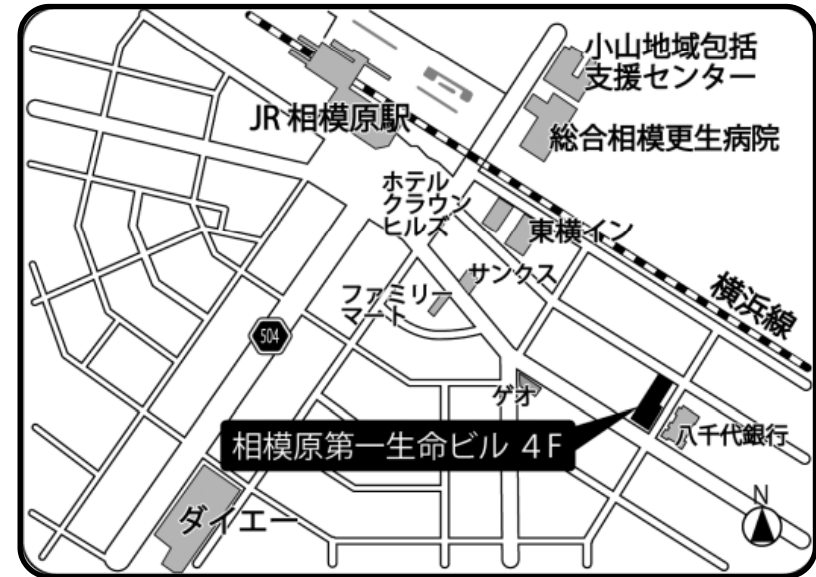 小山地域包括
支援センター
JR 相模原駅
総合相模更生病院
ホテル
クラウン
ヒルズ
東横イン
サンクス
横浜線
ファミリー
マート
504
ゲオ
相模原第一生命ビル 4F
八千代銀行
N
ダイエー